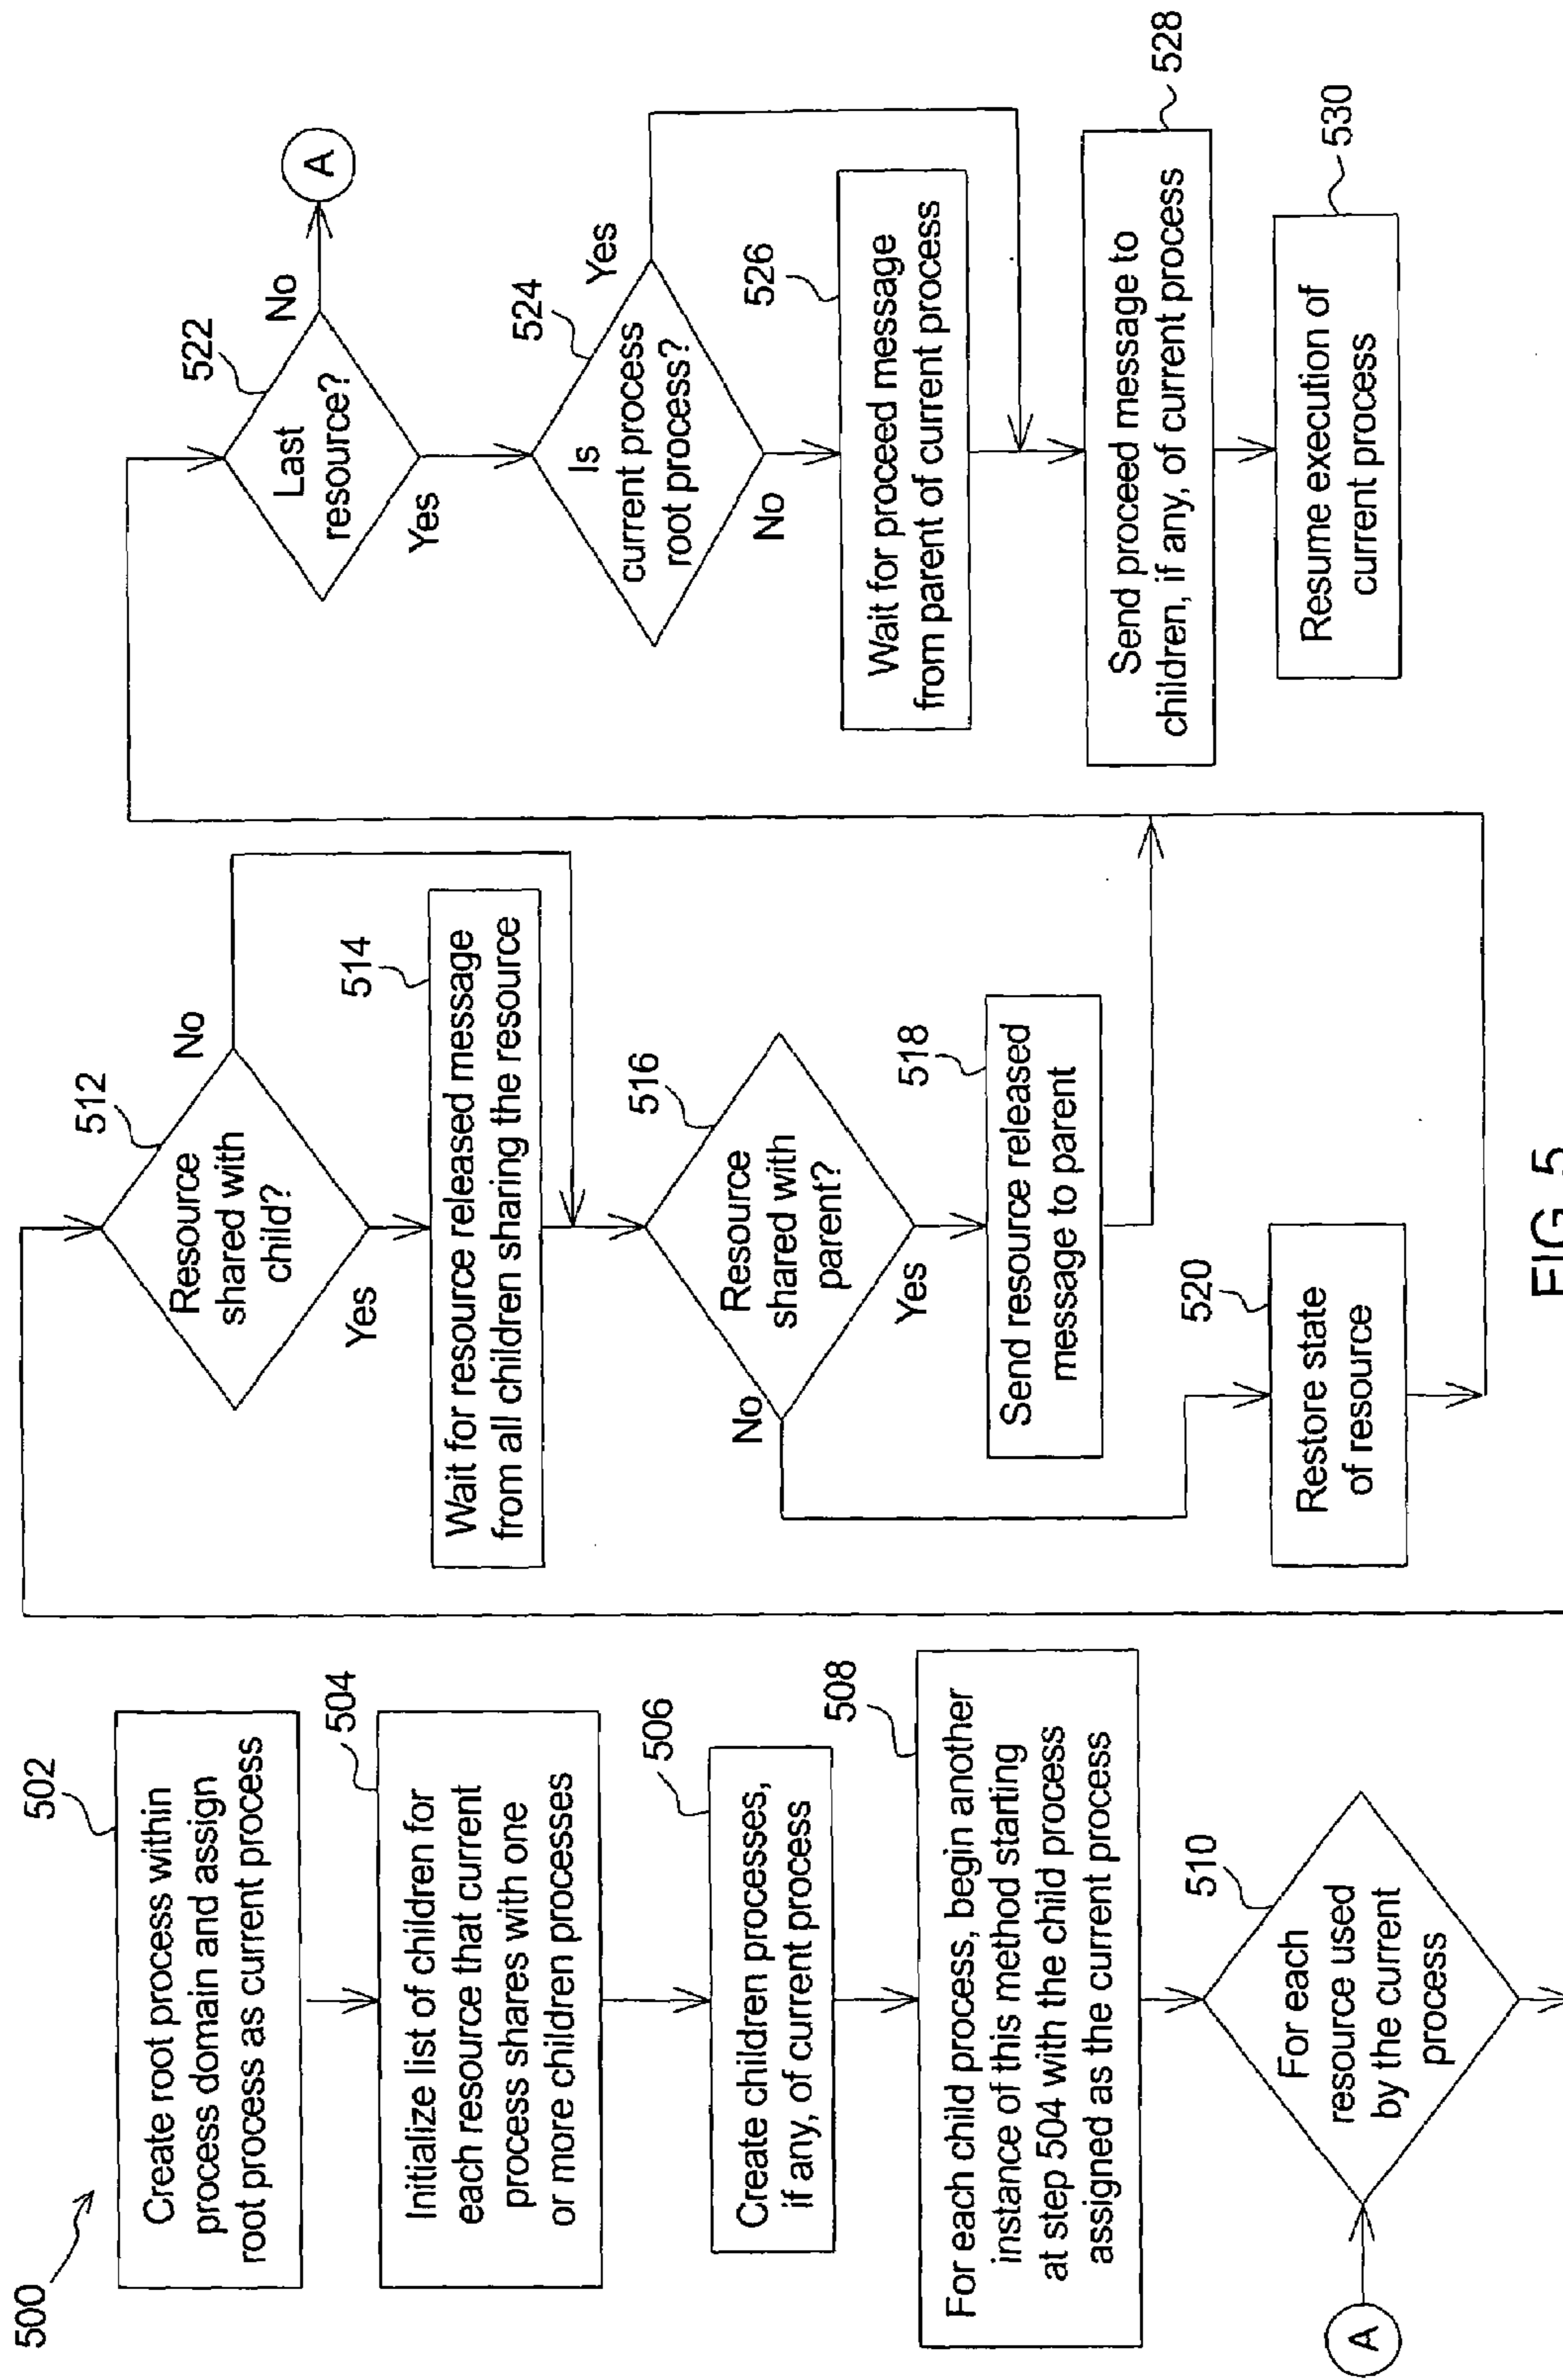 500
502
Create root process within
process domain and assign
root process as current process
504
Initialize list of children for
each resource that current
process shares with one
or more children processes
506
Create children processes,
if any, of current process
508
For each child process, begin another
instance of this method starting
at step 504 with the child process
assigned as the current process
510
For each
resource used
by the current
process
A
512
Resource
shared with
child?
No
Yes
514
Wait for resource released message
from all children sharing the resource
516
Resource
shared with
parent?
No
Yes
518
Send resource released
message to parent
520
Restore state
of resource
522
Last
resource?
No
A
Yes
524
Is
current process
root process?
Yes
No
526
Wait for proceed message
from parent of current process
528
Send proceed message to
children, if any, of current process
530
Resume execution of
current process
FIG. 5